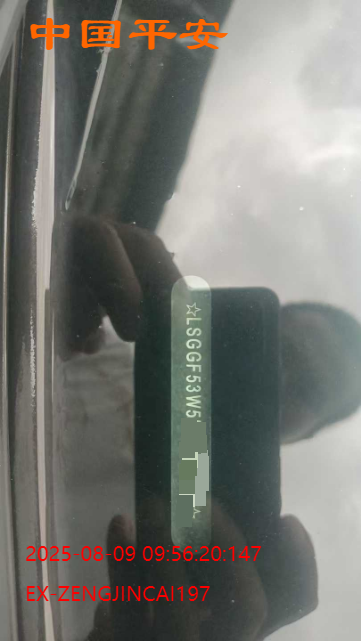 中国平安
☆LSGGF53W5
2025-08-09 09:56:20:147
EX-ZENGJINCAI197